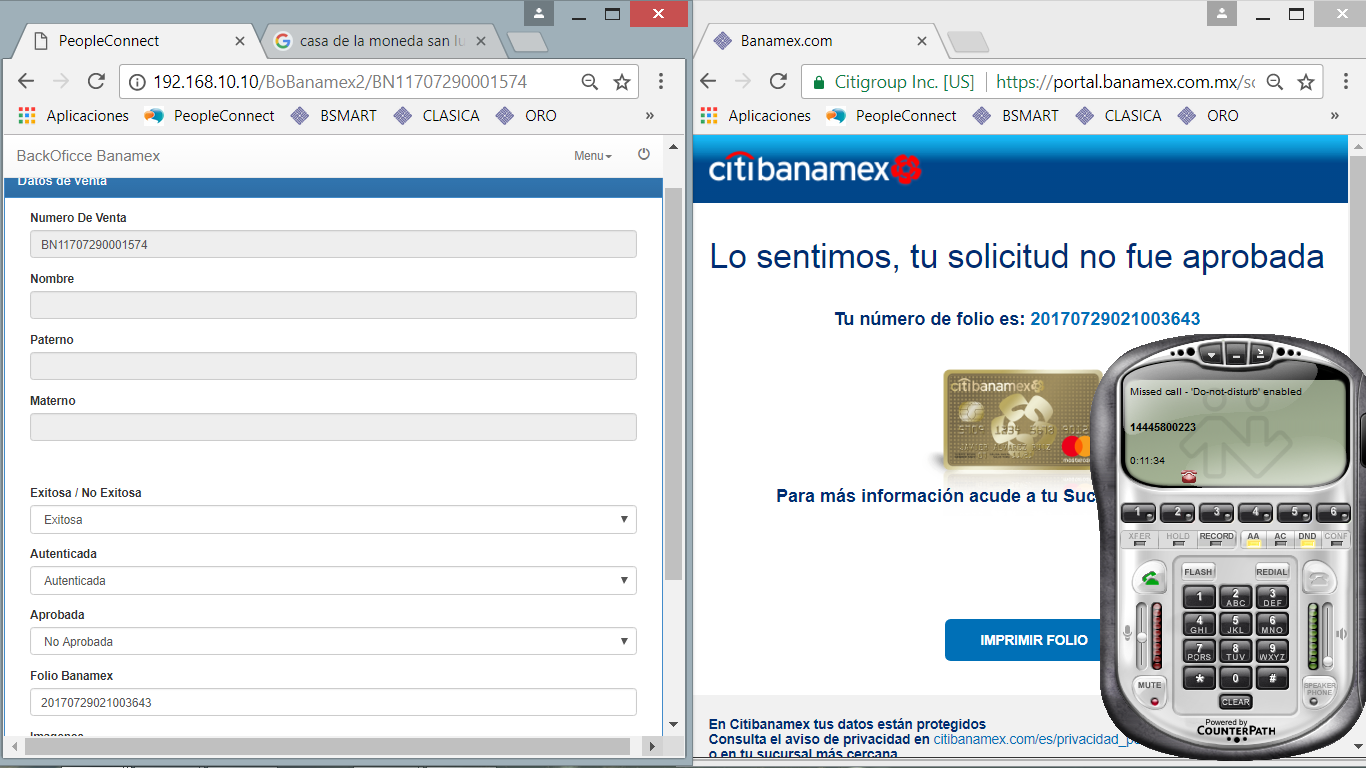 PeopleConnect
casa de la moneda san lu
192.168.10.10/BoBanamex2/BN11707290001574
Aplicaciones
PeopleConnect
BSMART
CLASICA
ORO
»
BackOficce Banamex
Menu
Datos de Venta
Numero De Venta
BN11707290001574
Nombre
Paterno
Materno
Exitosa / No Exitosa
Exitosa
Autenticada
Autenticada
Aprobada
No Aprobada
Folio Banamex
20170729021003643
Imagenes
Banamex.com
Citigroup Inc. [US]
https://portal.banamex.com.mx/sc
Aplicaciones
PeopleConnect
BSMART
CLASICA
ORO
»
citibanamex
Lo sentimos, tu solicitud no fue aprobada
Tu número de folio es: 20170729021003643
citibanamex
Para más información acude a tu Suc
IMPRIMIR FOLIO
En Citibanamex tus datos están protegidos
Consulta el aviso de privacidad en citibanamex.com/es/privacidad_p
o en tu sucursal más cercana
Missed call - 'Do-not-disturb' enabled
14445800223
0:11:34
1 2 3 4 5 6
XFER HOLD RECORD AA AC DND CONF
FLASH REDIAL
1 2 ABC 3 DEF
4 GHI 5 JKL 6 MNO
7 PQRS 8 TUV 9 WXYZ
* 0 #
MUTE
SPEAKER PHONE
CLEAR
Powered by
COUNTERPATH